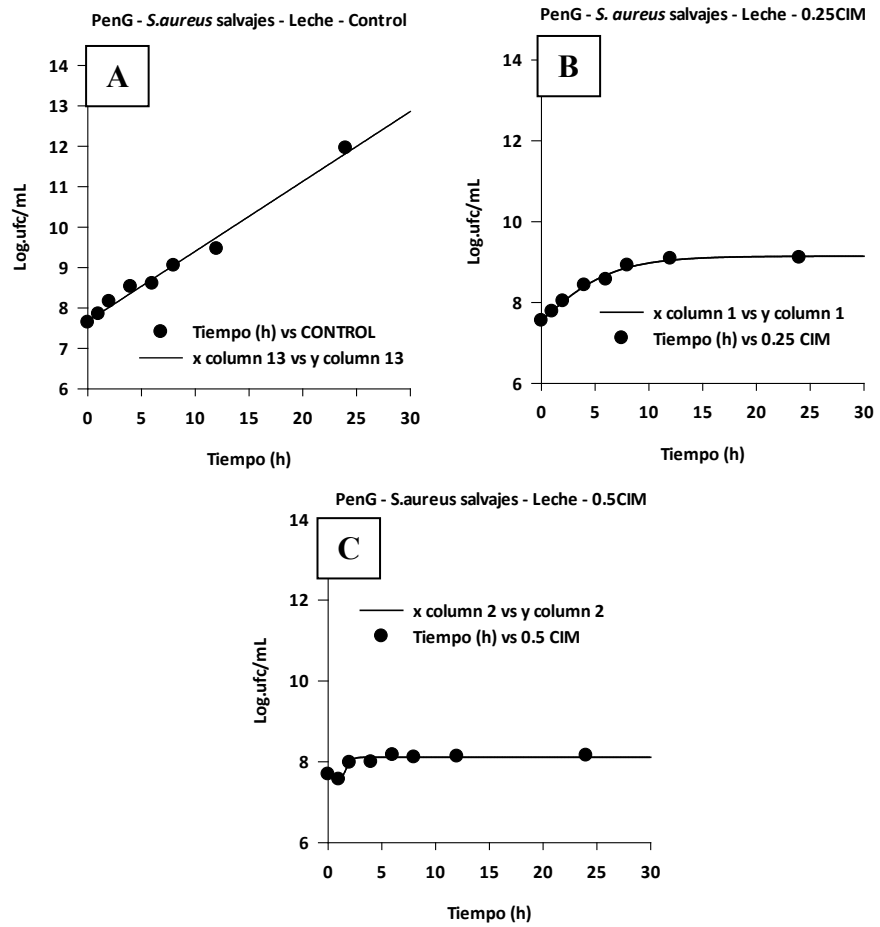 PenG - S.aureus salvajes - Leche - Control
A
14
13
12
11
10
9
8
7
6
Log.ufc/mL
Tiempo (h) vs CONTROL
x column 13 vs y column 13
0 5 10 15 20 25 30
Tiempo (h)
PenG - S. aureus salvajes - Leche - 0.25CIM
B
14
12
10
8
6
Log.ufc/mL
x column 1 vs y column 1
Tiempo (h) vs 0.25 CIM
0 5 10 15 20 25 30
Tiempo (h)
PenG - S.aureus salvajes - Leche - 0.5CIM
C
14
12
10
8
6
Log.ufc/mL
x column 2 vs y column 2
Tiempo (h) vs 0.5 CIM
0 5 10 15 20 25 30
Tiempo (h)